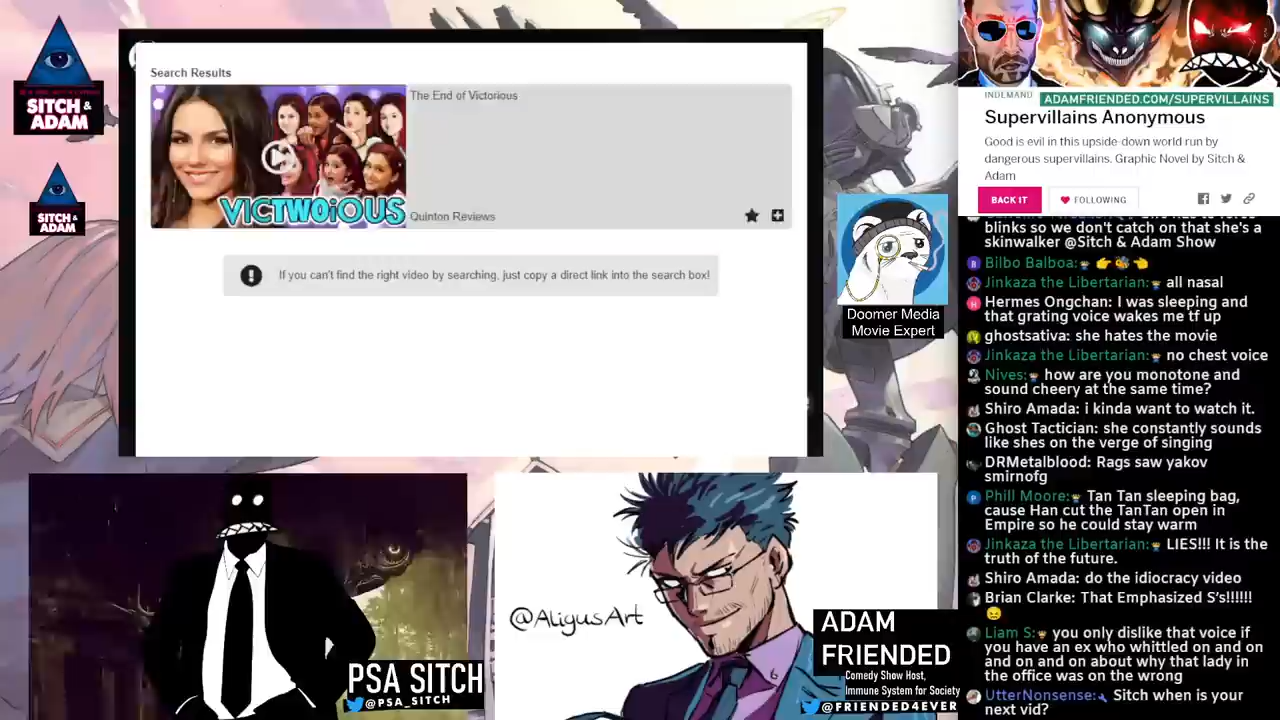 SITCH &
ADAM
SITCH &
ADAM
Search Results
The End of Victorious
VICTWOiOUS
Quinton Reviews
If you can't find the right video by searching, just copy a direct link into the search box!
Doomer Media
Movie Expert
PSA SITCH
@PSA_SITCH
@AligusArt
ADAM
FRIENDED
Comedy Show Host,
Immune System for Society
@FRIENDED4EVER
INDEMAND
ADAMFRIENDED.COM/SUPERVILLAINS
Supervillains Anonymous
Good is evil in this upside-down world run by
dangerous supervillains. Graphic Novel by Sitch &
Adam
BACK IT
FOLLOWING
blinks so we don't catch on that she's a
skinwalker @Sitch & Adam Show
Bilbo Balboa:
Jinkaza the Libertarian: all nasal
Hermes Ongchan: I was sleeping and
that grating voice wakes me tf up
ghostsativa: she hates the movie
Jinkaza the Libertarian: no chest voice
Nives: how are you monotone and
sound cheery at the same time?
Shiro Amada: i kinda want to watch it.
Ghost Tactician: she constantly sounds
like shes on the verge of singing
DRMetalblood: Rags saw yakov
smirnofg
Phill Moore: Tan Tan sleeping bag,
cause Han cut the TanTan open in
Empire so he could stay warm
Jinkaza the Libertarian: LIES!!! It is the
truth of the future.
Shiro Amada: do the idiocracy video
Brian Clarke: That Emphasized S's!!!!!!
Liam S: you only dislike that voice if
you have an ex who whittled on and on
and on and on about why that lady in
the office was on the wrong
UtterNonsense: Sitch when is your
next vid?